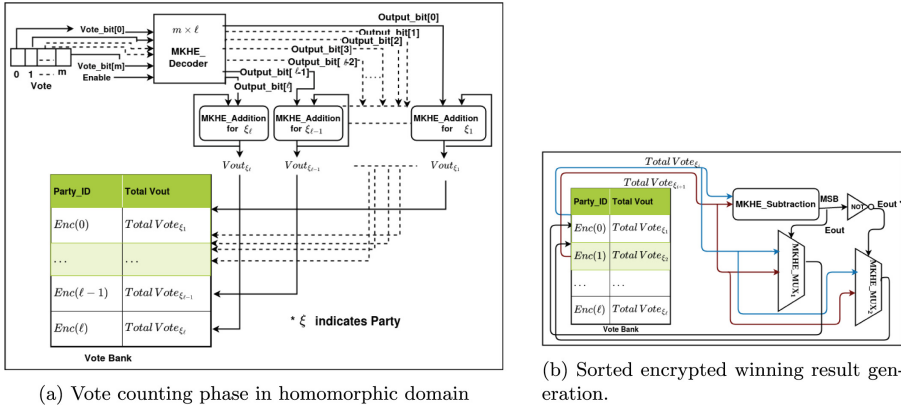 Output_bit[0]
Vote_bit[0]
m × ℓ
MKHE_
Decoder
Output_bit[1]
Output_bit[2]
Output_bit[3]
Output_bit[ ℓ-2]
Output_bit[ ℓ-1]
Output_bit[ℓ]
0 1 m
Vote
Vote_bit[m]
Enable
MKHE_Addition
for ξℓ
MKHE_Addition
for ξℓ−1
MKHE_Addition
for ξ1
Voutξℓ
Voutξℓ−1
Voutξ1
Party_ID Total Vout
Enc(0) Total Voteξ1
... ...
Enc(ℓ − 1) Total Voteξℓ−1
Enc(ℓ) Total Voteξℓ
* ξ indicates Party
Vote Bank
(a) Vote counting phase in homomorphic domain
Total Voteξi
Total Voteξi+1
Party_ID Total Vout
Enc(0) Total Voteξ1
Enc(1) Total Voteξ2
... ...
Enc(ℓ) Total Voteξℓ
Vote Bank
MKHE_Subtraction
MSB
NOT
Eout
Eout
MKHE_MUX1
MKHE_MUX2
(b) Sorted encrypted winning result gen-
eration.